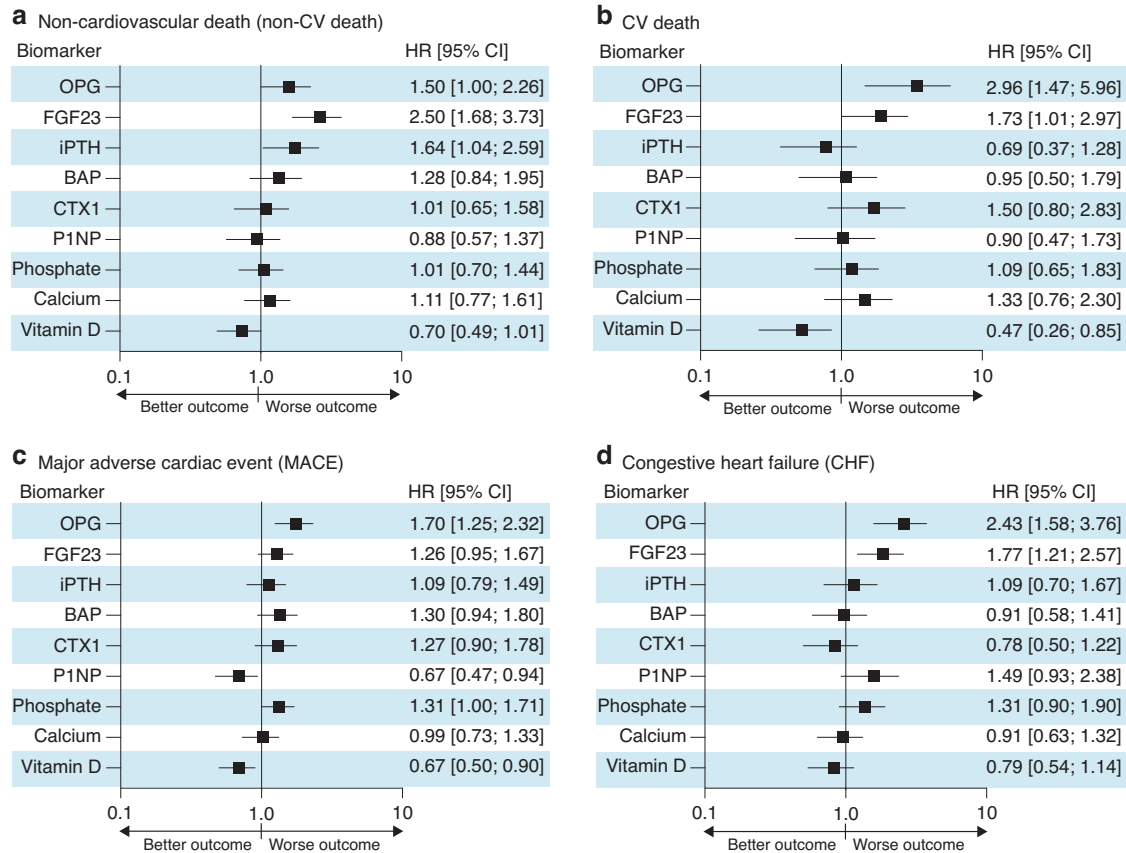 a Non-cardiovascular death (non-CV death)
Biomarker HR [95% CI]
OPG 1.50 [1.00; 2.26]
FGF23 2.50 [1.68; 3.73]
iPTH 1.64 [1.04; 2.59]
BAP 1.28 [0.84; 1.95]
CTX1 1.01 [0.65; 1.58]
P1NP 0.88 [0.57; 1.37]
Phosphate 1.01 [0.70; 1.44]
Calcium 1.11 [0.77; 1.61]
Vitamin D 0.70 [0.49; 1.01]
0.1 1.0 10
Better outcome Worse outcome
b CV death
Biomarker HR [95% CI]
OPG 2.96 [1.47; 5.96]
FGF23 1.73 [1.01; 2.97]
iPTH 0.69 [0.37; 1.28]
BAP 0.95 [0.50; 1.79]
CTX1 1.50 [0.80; 2.83]
P1NP 0.90 [0.47; 1.73]
Phosphate 1.09 [0.65; 1.83]
Calcium 1.33 [0.76; 2.30]
Vitamin D 0.47 [0.26; 0.85]
0.1 1.0 10
Better outcome Worse outcome
c Major adverse cardiac event (MACE)
Biomarker HR [95% CI]
OPG 1.70 [1.25; 2.32]
FGF23 1.26 [0.95; 1.67]
iPTH 1.09 [0.79; 1.49]
BAP 1.30 [0.94; 1.80]
CTX1 1.27 [0.90; 1.78]
P1NP 0.67 [0.47; 0.94]
Phosphate 1.31 [1.00; 1.71]
Calcium 0.99 [0.73; 1.33]
Vitamin D 0.67 [0.50; 0.90]
0.1 1.0 10
Better outcome Worse outcome
d Congestive heart failure (CHF)
Biomarker HR [95% CI]
OPG 2.43 [1.58; 3.76]
FGF23 1.77 [1.21; 2.57]
iPTH 1.09 [0.70; 1.67]
BAP 0.91 [0.58; 1.41]
CTX1 0.78 [0.50; 1.22]
P1NP 1.49 [0.93; 2.38]
Phosphate 1.31 [0.90; 1.90]
Calcium 0.91 [0.63; 1.32]
Vitamin D 0.79 [0.54; 1.14]
0.1 1.0 10
Better outcome Worse outcome